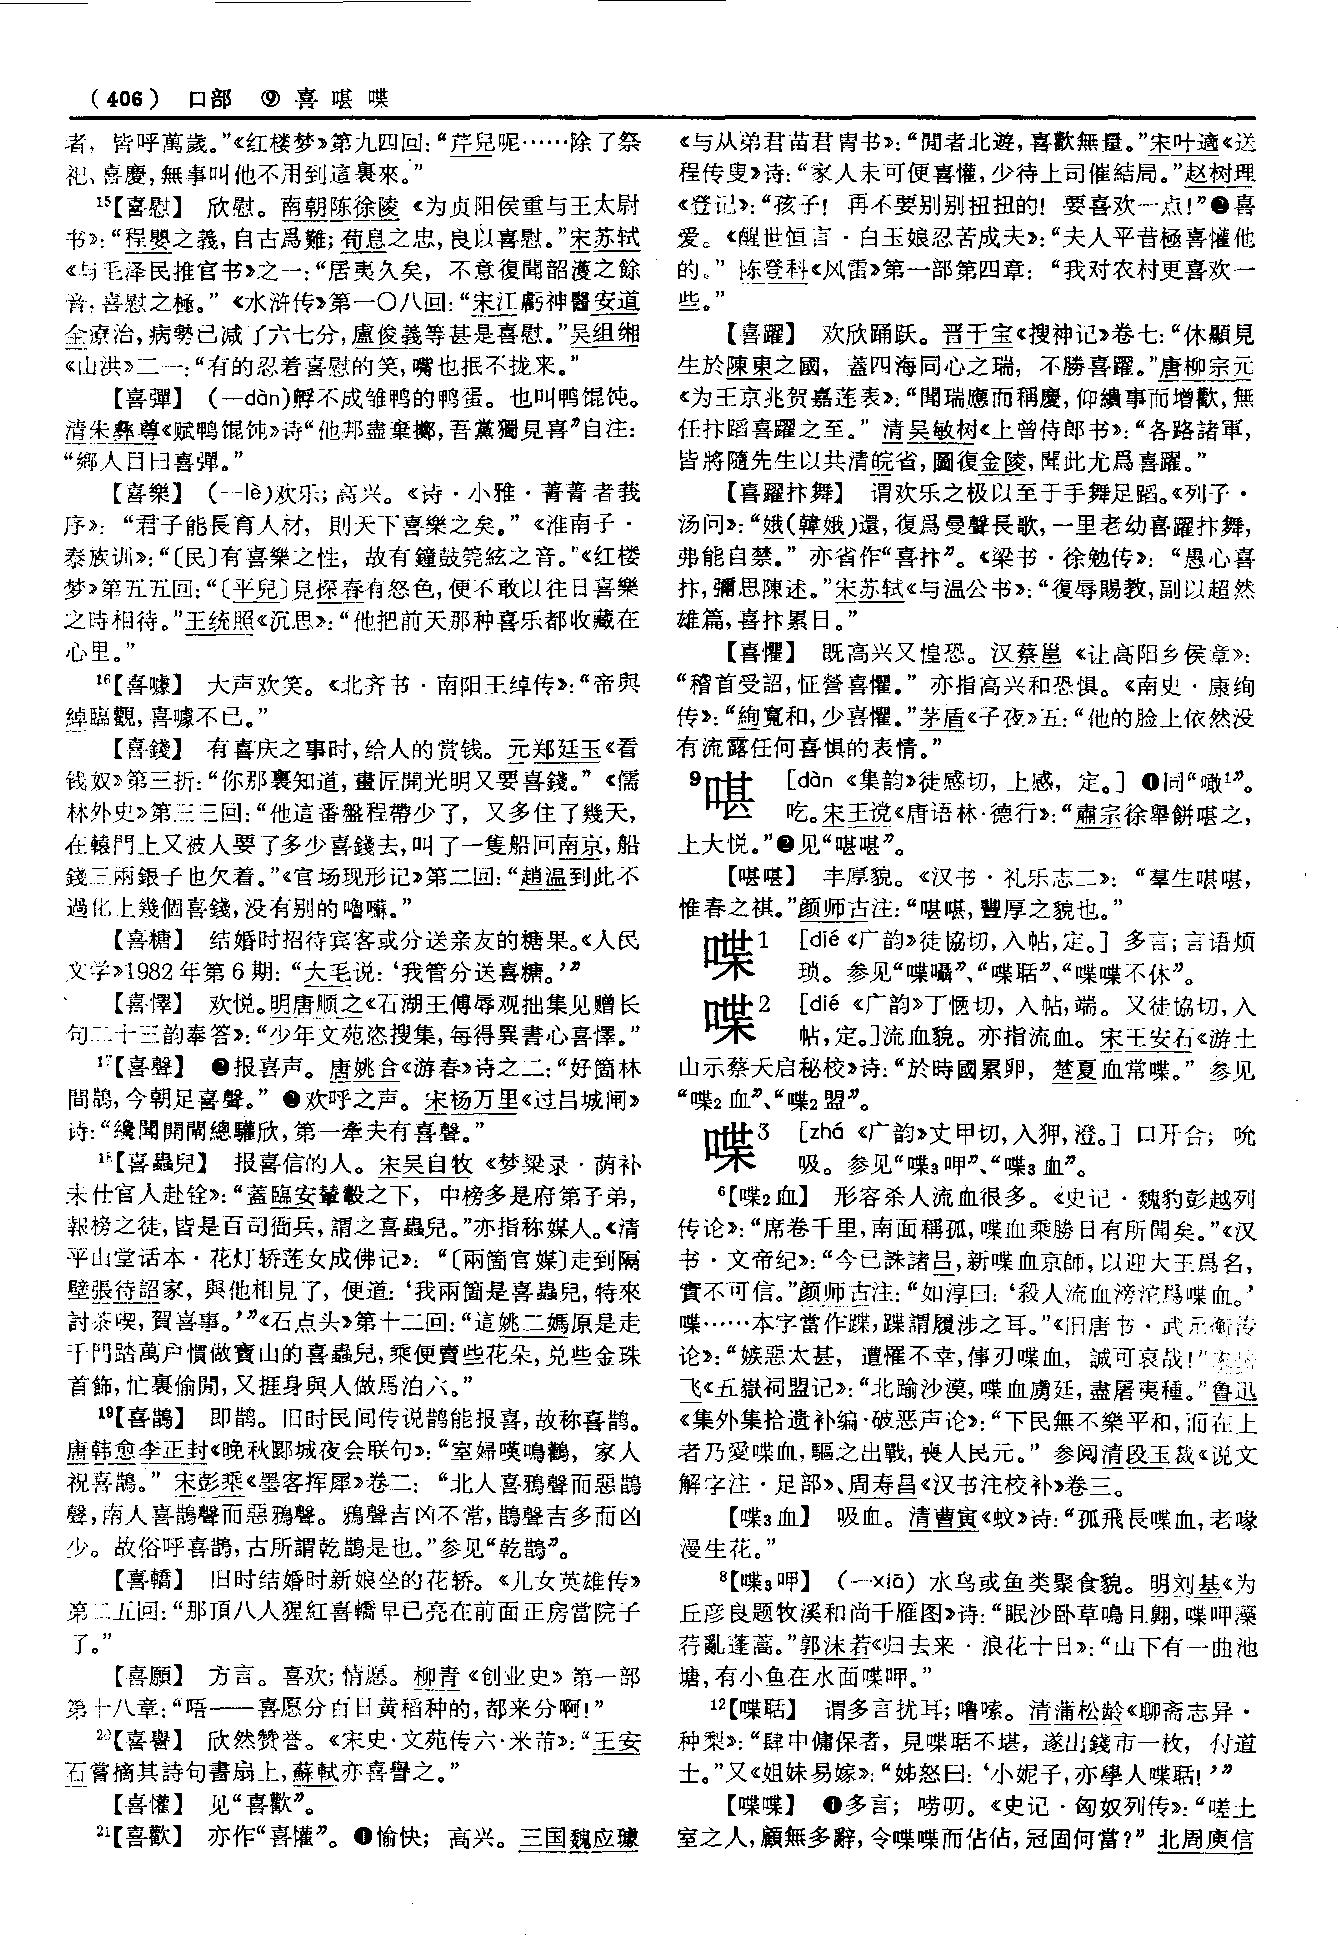 （406） 口部 ⑨ 喜 啿 喋
者，皆呼萬歲。”《红楼梦》第九四回：“芹兒呢……除了祭
祀、喜慶，無事叫他不用到這裏來。”
¹⁵【喜慰】 欣慰。南朝陈徐陵《为贞阳侯重与王太尉
书》：“程嬰之義，自古爲難；荀息之忠，良以喜慰。”宋苏轼
《与毛泽民推官书》之一：“居夷久矣，不意復聞韶濩之餘
音，喜慰之極。”《水浒传》第一〇八回：“宋江虧神醫安道
全療治，病勢已減了六七分，盧俊義等甚是喜慰。”吴组缃
《山洪》二一：“有的忍着喜慰的笑，嘴也抿不拢来。”
【喜彈】 （—dàn）孵不成雏鸭的鸭蛋。也叫鸭馄饨。
清朱彝尊《赋鸭馄饨》诗“他邦盡棄擲，吾黨獨見喜”自注：
“鄉人目曰喜彈。”
【喜樂】 （—lè）欢乐；高兴。《诗·小雅·菁菁者莪
序》：“君子能長育人材，則天下喜樂之矣。”《淮南子·
泰族训》：“〔民〕有喜樂之性，故有鐘鼓筦絃之音。”《红楼
梦》第五五回：“〔平兒〕見探春有怒色，便不敢以往日喜樂
之時相待。”王统照《沉思》：“他把前天那种喜乐都收藏在
心里。”
¹⁶【喜噱】 大声欢笑。《北齐书·南阳王绰传》：“帝與
綽臨觀，喜噱不已。”
【喜錢】 有喜庆之事时，给人的赏钱。元郑廷玉《看
钱奴》第三折：“你那裏知道，畫匠開光明又要喜錢。”《儒
林外史》第三三回：“他這番盤程帶少了，又多住了幾天，
在轅門上又被人要了多少喜錢去，叫了一隻船回南京，船
錢三兩銀子也欠着。”《官场现形记》第二回：“趙温到此不
過化上幾個喜錢，没有别的嚕囌。”
【喜糖】 结婚时招待宾客或分送亲友的糖果。《人民
文学》1982年第6期：“大毛说：‘我管分送喜糖。’”
【喜懌】 欢悦。明唐顺之《石湖王傅辱观拙集见赠长
句二十三韵奉答》：“少年文苑恣搜集，每得異書心喜懌。”
¹⁷【喜聲】 ❶报喜声。唐姚合《游春》诗之二：“好箇林
間鵲，今朝足喜聲。”❷欢呼之声。宋杨万里《过吕城闸》
诗：“纔聞開閘總驩欣，第一牽夫有喜聲。”
¹⁸【喜蟲兒】 报喜信的人。宋吴自牧《梦粱录·荫补
未仕官人赴铨》：“蓋臨安輦轂之下，中榜多是府第子弟，
報榜之徒，皆是百司衙兵，謂之喜蟲兒。”亦指称媒人。《清
平山堂话本·花灯轿莲女成佛记》：“〔兩箇官媒〕走到隔
壁張待詔家，與他相見了，便道：‘我兩箇是喜蟲兒，特來
討茶喫，賀喜事。’”《石点头》第十二回：“這姚二媽原是走
千門踏萬户慣做寶山的喜蟲兒，乘便賣些花朵，兑些金珠
首飾，忙裏偷閒，又捱身與人做馬泊六。”
¹⁹【喜鵲】 即鹊。旧时民间传说鹊能报喜，故称喜鹊。
唐韩愈李正封《晚秋郾城夜会联句》：“室婦嘆鳴鸛，家人
祝喜鵲。”宋彭乘《墨客挥犀》卷二：“北人喜鴉聲而惡鵲
聲，南人喜鵲聲而惡鴉聲。鴉聲吉凶不常，鵲聲吉多而凶
少。故俗呼喜鵲，古所謂乾鵲是也。”参见“乾鵲”。
【喜轎】 旧时结婚时新娘坐的花轿。《儿女英雄传》
第二五回：“那頂八人猩紅喜轎早已亮在前面正房當院子
了。”
【喜願】 方言。喜欢；情愿。柳青《创业史》第一部
第十八章：“唔——喜愿分百日黄稻种的，都来分啊！”
²⁰【喜譽】 欣然赞誉。《宋史·文苑传六·米芾》：“王安
石嘗摘其詩句書扇上，蘇軾亦喜譽之。”
【喜懽】 见“喜歡”。
²¹【喜歡】 亦作“喜懽”。❶愉快；高兴。三国魏应璩
《与从弟君苗君胄书》：“閒者北遊，喜歡無量。”宋叶適《送
程传叟》诗：“家人未可便喜懽，少待上司催結局。”赵树理
《登记》：“孩子！再不要别别扭扭的！要喜欢一点！”❷喜
爱。《醒世恒言·白玉娘忍苦成夫》：“夫人平昔極喜懽他
的。”陈登科《风雷》第一部第四章：“我对农村更喜欢一
些。”
【喜躍】 欢欣踊跃。晋干宝《搜神记》卷七：“休顯見
生於陳東之國，蓋四海同心之瑞，不勝喜躍。”唐柳宗元
《为王京兆贺嘉莲表》：“聞瑞應而稱慶，仰繢事而增歡，無
任抃蹈喜躍之至。”清吴敏树《上曾侍郎书》：“各路諸軍，
皆將隨先生以共清皖省，圖復金陵，聞此尤爲喜躍。”
【喜躍抃舞】 谓欢乐之极以至于手舞足蹈。《列子·
汤问》：“娥（韓娥）還，復爲曼聲長歌，一里老幼喜躍抃舞，
弗能自禁。”亦省作“喜抃”。《梁书·徐勉传》：“愚心喜
抃，彌思陳述。”宋苏轼《与温公书》：“復辱賜教，副以超然
雄篇，喜抃累日。”
【喜懼】 既高兴又惶恐。汉蔡邕《让高阳乡侯章》：
“稽首受詔，怔營喜懼。”亦指高兴和恐惧。《南史·康绚
传》：“絢寬和，少喜懼。”茅盾《子夜》五：“他的脸上依然没
有流露任何喜惧的表情。”
⁹啿 ［dàn《集韵》徒感切，上感，定。］❶同“噉¹”。
吃。宋王谠《唐语林·德行》：“肅宗徐舉餅啿之，
上大悦。”❷见“啿啿”。
【啿啿】 丰厚貌。《汉书·礼乐志二》：“羣生啿啿，
惟春之祺。”颜师古注：“啿啿，豐厚之貌也。”
喋¹ ［dié《广韵》徒協切，入帖，定。］多言；言语烦
琐。参见“喋囁”、“喋聒”、“喋喋不休”。
喋² ［dié《广韵》丁愜切，入帖，端。又徒協切，入
帖，定。］流血貌。亦指流血。宋王安石《游土
山示蔡天启秘校》诗：“於時國累卵，楚夏血常喋。”参见
“喋₂血”、“喋₂盟”。
喋³ ［zhá《广韵》丈甲切，入狎，澄。］口开合；吮
吸。参见“喋₃呷”、“喋₃血”。
⁶【喋₂血】 形容杀人流血很多。《史记·魏豹彭越列
传论》：“席卷千里，南面稱孤，喋血乘勝日有所聞矣。”《汉
书·文帝纪》：“今已誅諸吕，新喋血京師，以迎大王爲名，
實不可信。”颜师古注：“如淳曰：‘殺人流血滂沱爲喋血。’
喋……本字當作蹀，蹀謂履涉之耳。”《旧唐书·武元衡传
论》：“嫉惡太甚，遭罹不幸，倳刃喋血，誠可哀哉！”宋岳
飞《五嶽祠盟记》：“北踰沙漠，喋血虜廷，盡屠夷種。”鲁迅
《集外集拾遗补编·破恶声论》：“下民無不樂平和，而在上
者乃愛喋血，驅之出戰，喪人民元。”参阅清段玉裁《说文
解字注·足部》、周寿昌《汉书注校补》卷三。
【喋₃血】 吸血。清曹寅《蚊》诗：“孤飛長喋血，老喙
漫生花。”
⁸【喋₃呷】 （—xiā）水鸟或鱼类聚食貌。明刘基《为
丘彦良题牧溪和尚千雁图》诗：“眠沙卧草鳴且翺，喋呷藻
荇亂蓬蒿。”郭沫若《归去来·浪花十日》：“山下有一曲池
塘，有小鱼在水面喋呷。”
¹²【喋聒】 谓多言扰耳；噜嗦。清蒲松龄《聊斋志异·
种梨》：“肆中傭保者，見喋聒不堪，遂出錢市一枚，付道
士。”又《姐妹易嫁》：“姊怒曰：‘小妮子，亦學人喋聒！’”
【喋喋】 ❶多言；唠叨。《史记·匈奴列传》：“嗟土
室之人，顧無多辭，令喋喋而佔佔，冠固何當？”北周庾信